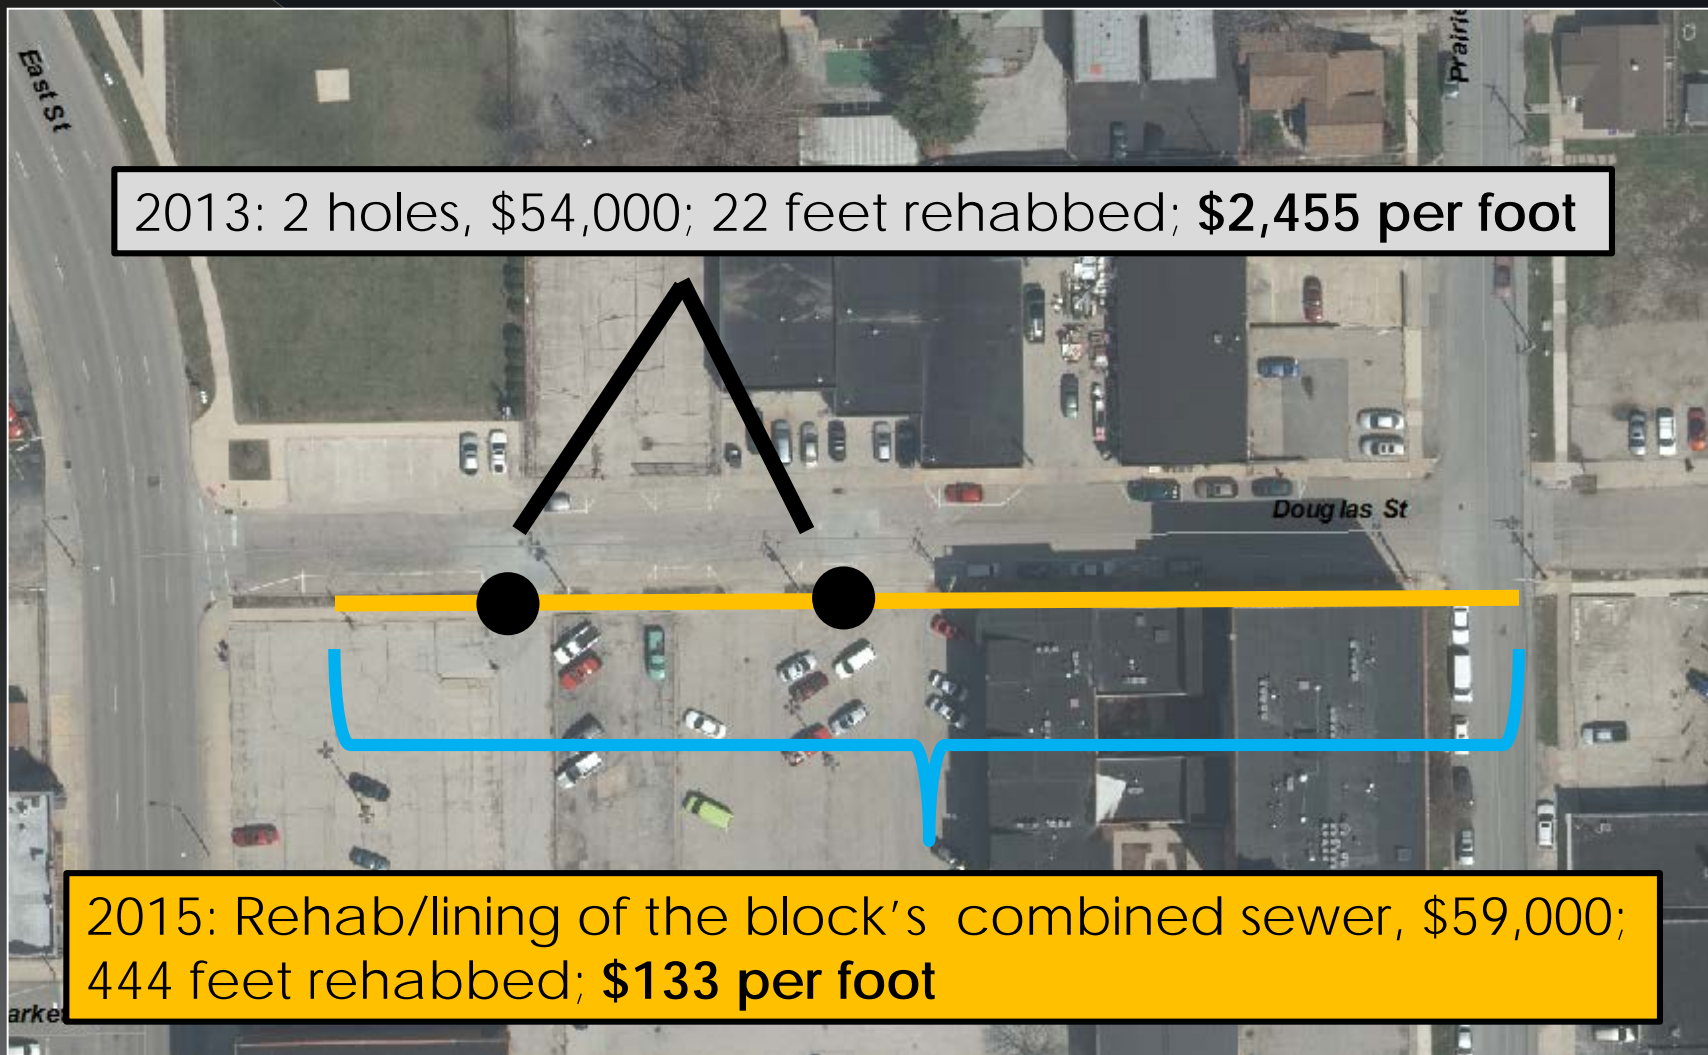 East St
Prairie
2013: 2 holes, $54,000; 22 feet rehabbed; $2,455 per foot
Douglas St
2015: Rehab/lining of the block's combined sewer, $59,000;
444 feet rehabbed; $133 per foot
arket